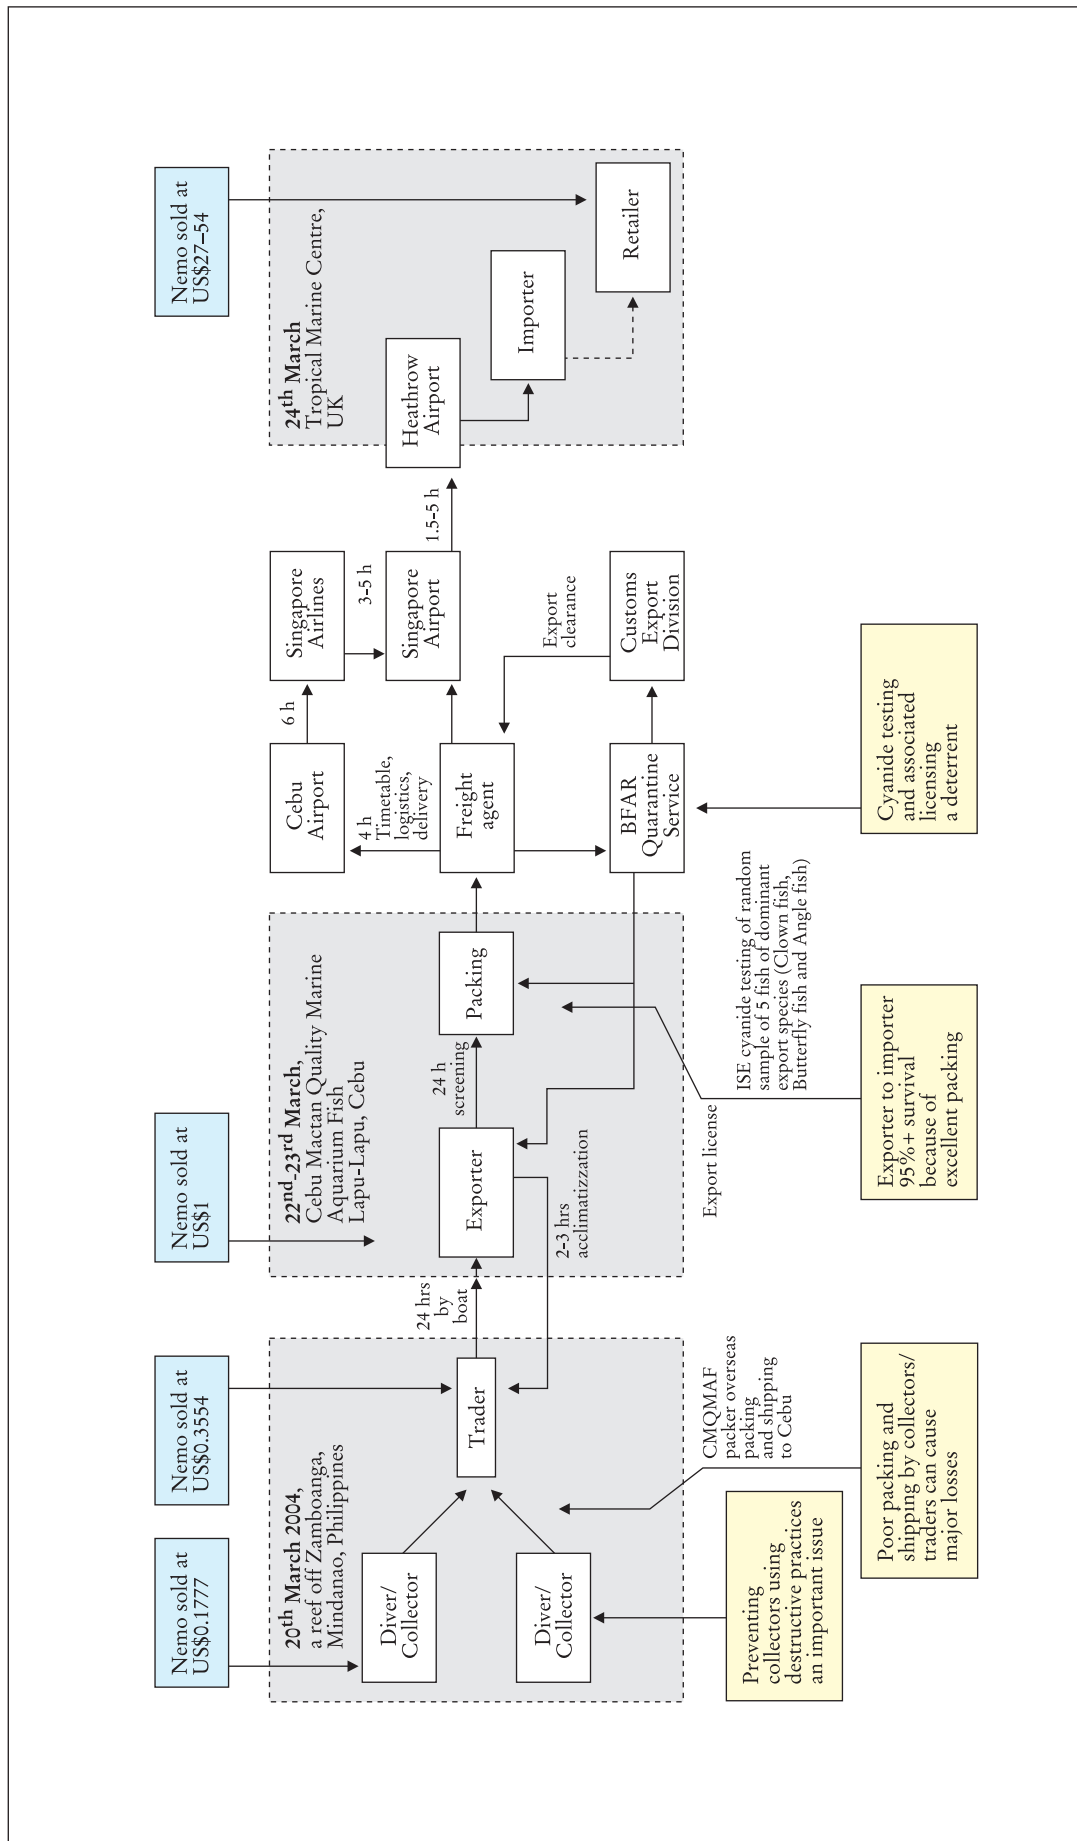 Nemo sold at
US$0.1777
Nemo sold at
US$0.3554
Nemo sold at
US$1
Nemo sold at
US$27–54
20th March 2004,
a reef off Zamboanga,
Mindanao, Philippines
Diver/
Collector
Diver/
Collector
Trader
24 hrs
by
boat
22nd-23rd March,
Cebu Mactan Quality Marine
Aquarium Fish
Lapu-Lapu, Cebu
Exporter
24 h
screening
Packing
2-3 hrs
acclimatizzation
Cebu
Airport
6 h
Singapore
Airlines
3-5 h
4 h
Timetable,
logistics,
delivery
Freight
agent
Singapore
Airport
1.5-5 h
BFAR
Quarantine
Service
Export
clearance
Customs
Export
Division
24th March
Tropical Marine Centre,
UK
Heathrow
Airport
Importer
Retailer
CMQMAF
packer overseas
packing
and shipping
to Cebu
Export license
ISE cyanide testing of random
sample of 5 fish of dominant
export species (Clown fish,
Butterfly fish and Angle fish)
Preventing
collectors using
destructive practices
an important issue
Poor packing and
shipping by collectors/
traders can cause
major losses
Exporter to importer
95%+ survival
because of
excellent packing
Cyanide testing
and associated
licensing
a deterrent